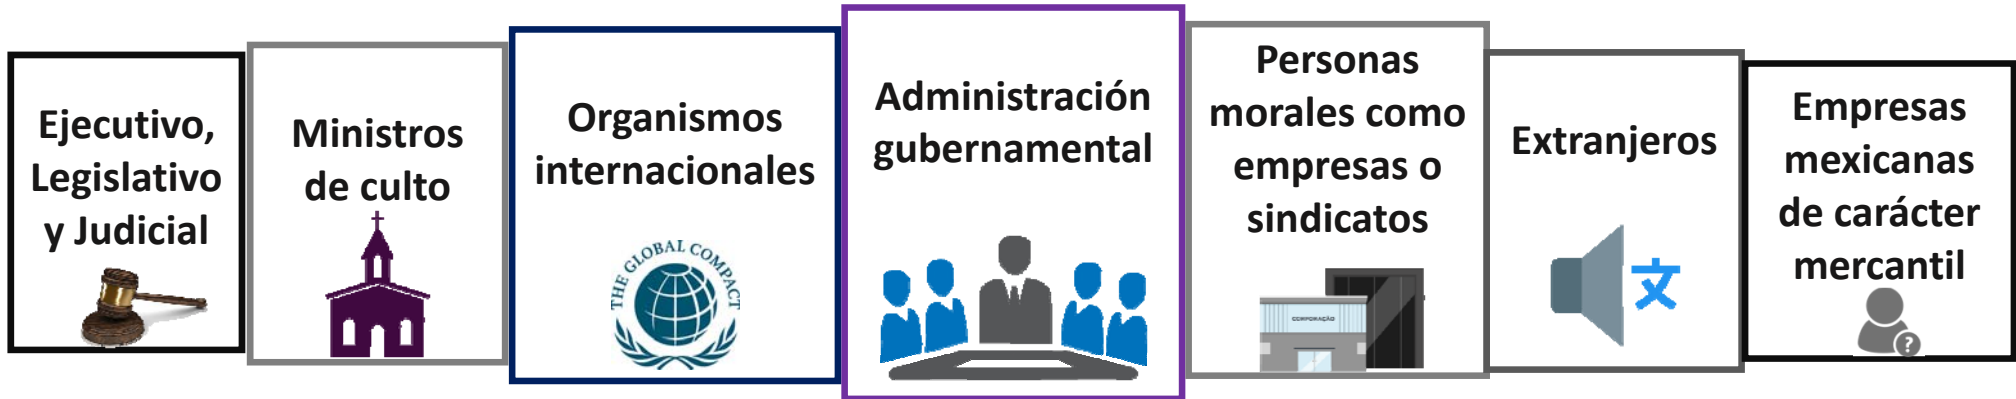 Ejecutivo,
Legislativo
y Judicial
Ministros
de culto
Organismos
internacionales
THE GLOBAL COMPACT
Administración
gubernamental
Personas
morales como
empresas o
sindicatos
CORPORAÇÃO
Extranjeros
文
Empresas
mexicanas
de carácter
mercantil
?